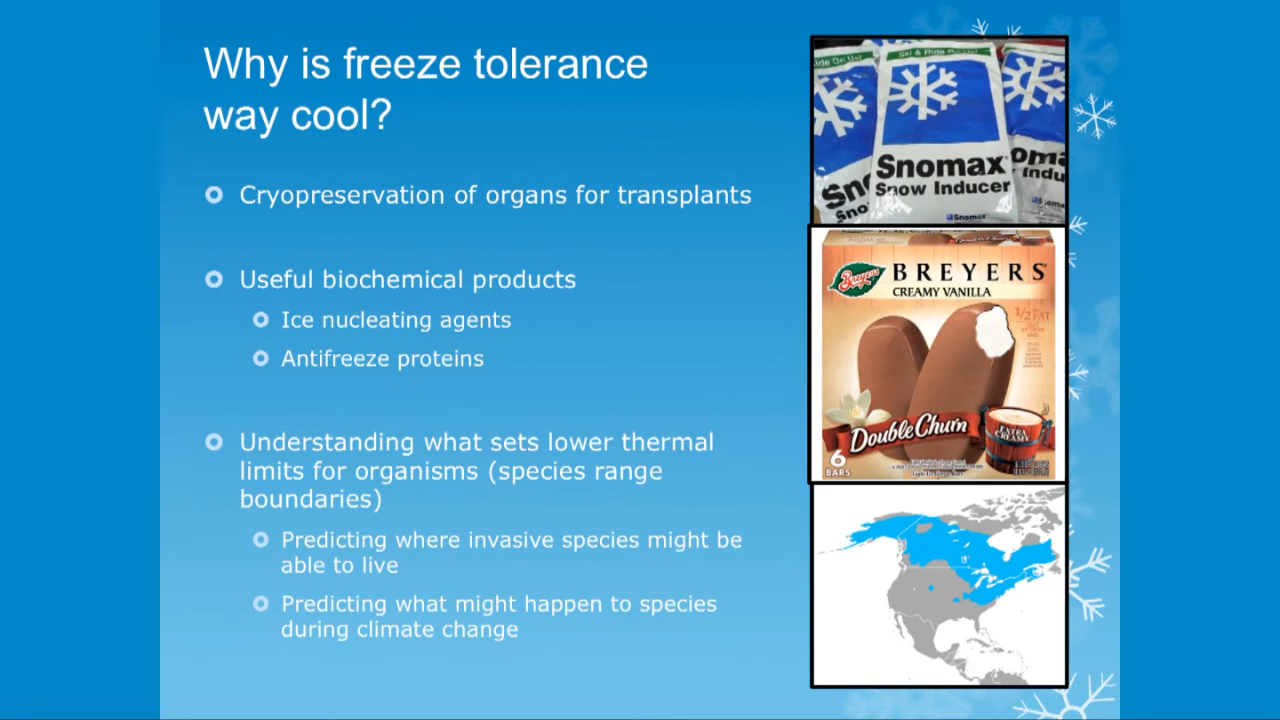 Why is freeze tolerance
way cool?
Cryopreservation of organs for transplants
Useful biochemical products
Ice nucleating agents
Antifreeze proteins
Understanding what sets lower thermal
limits for organisms (species range
boundaries)
Predicting where invasive species might be
able to live
Predicting what might happen to species
during climate change
Snomax
Snow Inducer
Snomax
Breyers
BREYERS
CREAMY VANILLA
1/2 FAT
Double Churn
EXTRA
CREAMY
6
BARS